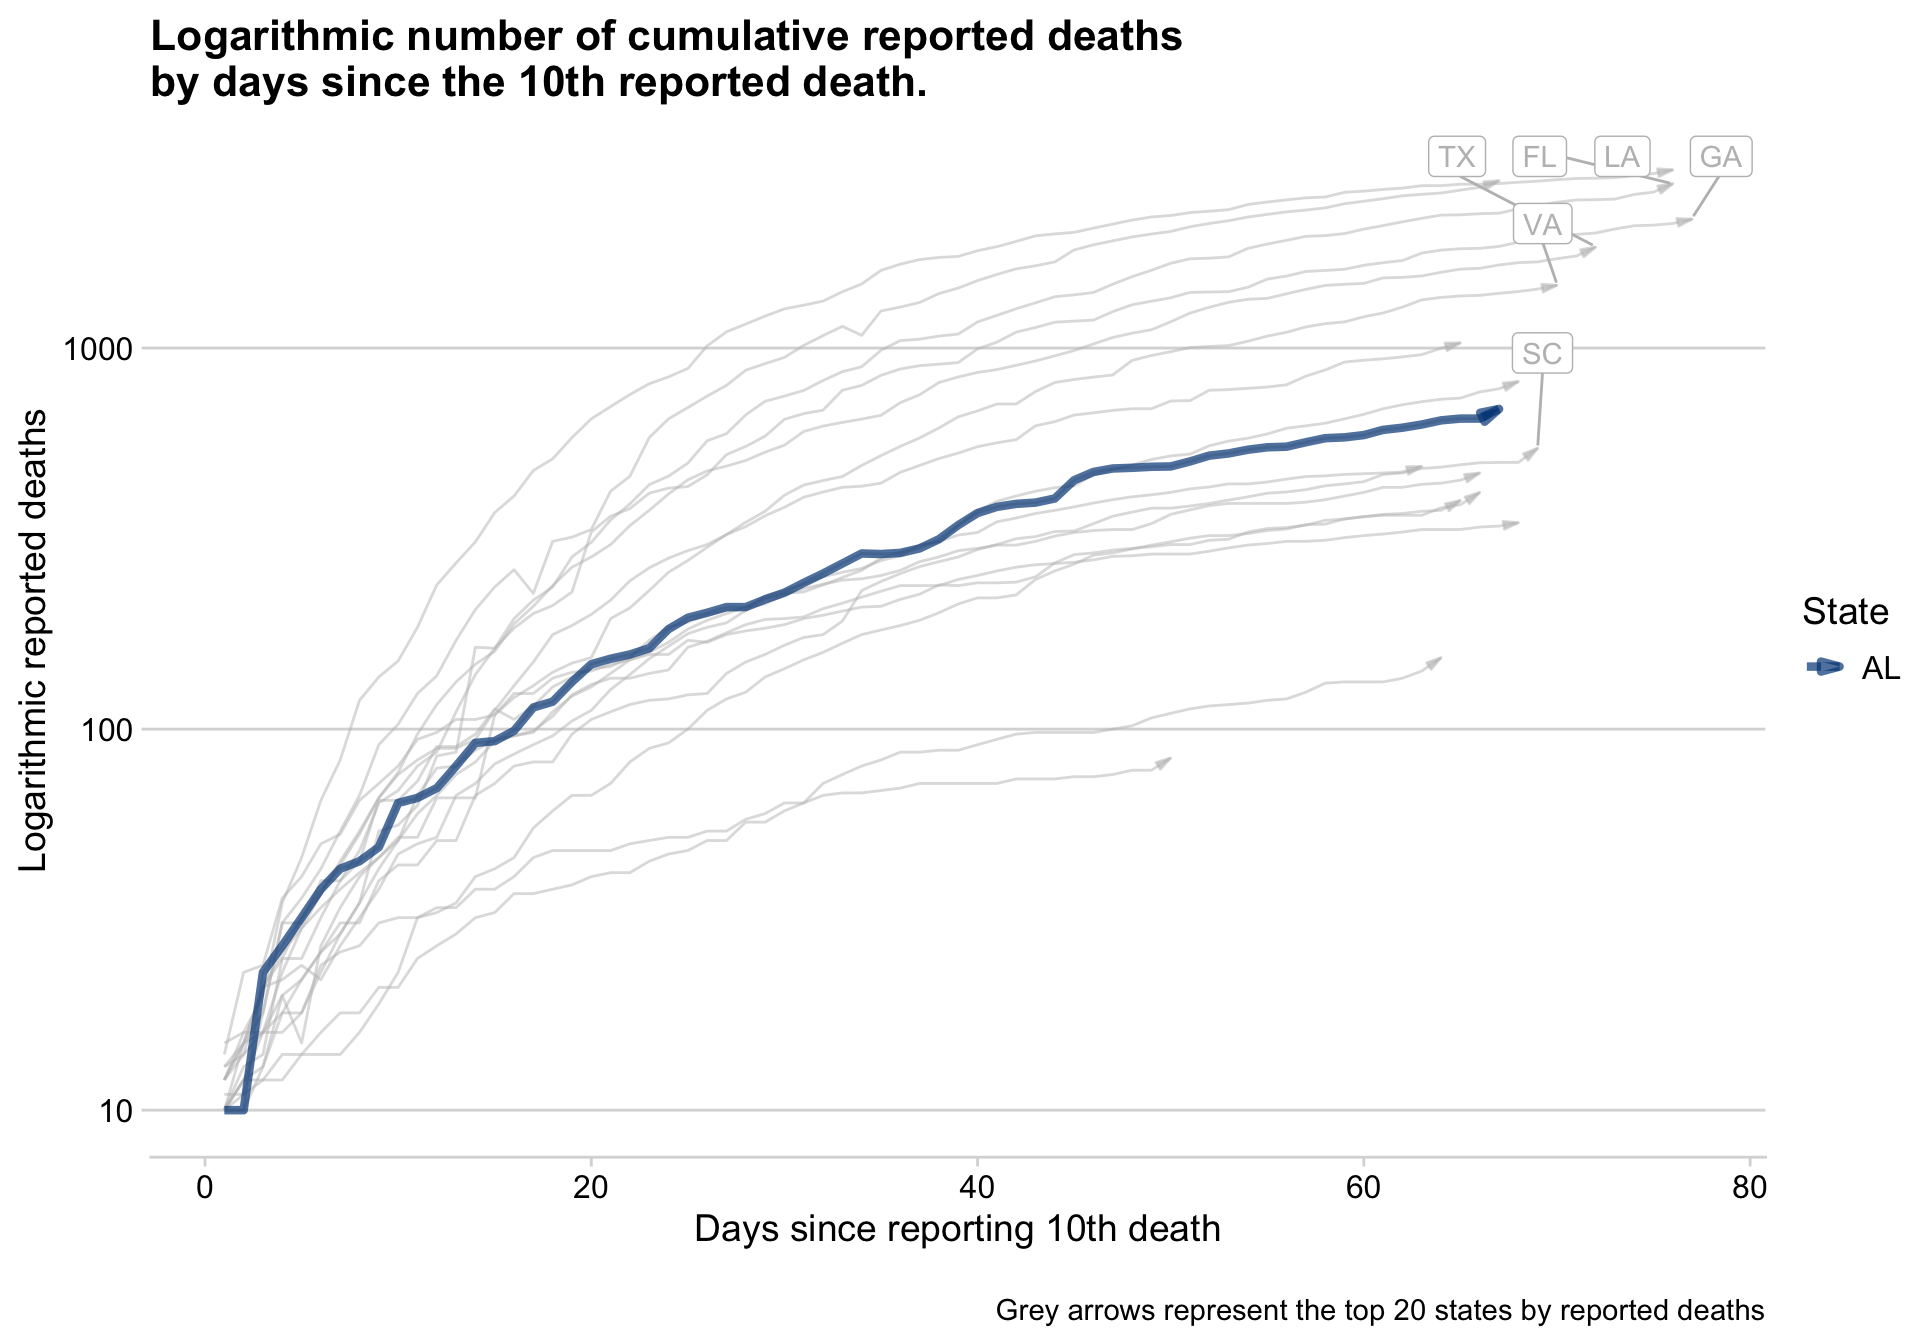 Logarithmic number of cumulative reported deaths
by days since the 10th reported death.
TX FL LA GA
VA
SC
1000
100
10
Logarithmic reported deaths
State
AL
0 20 40 60 80
Days since reporting 10th death
Grey arrows represent the top 20 states by reported deaths